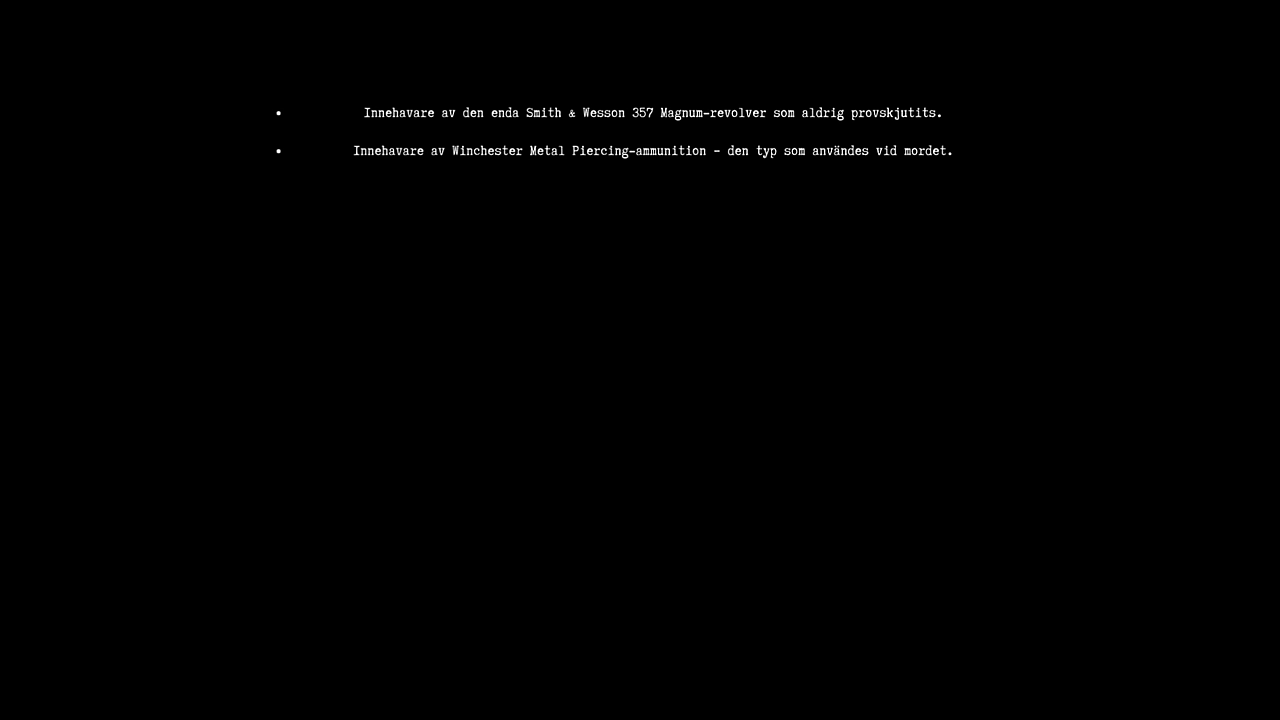 • Innehavare av den enda Smith & Wesson 357 Magnum-revolver som aldrig provskjutits.
• Innehavare av Winchester Metal Piercing-ammunition – den typ som användes vid mordet.